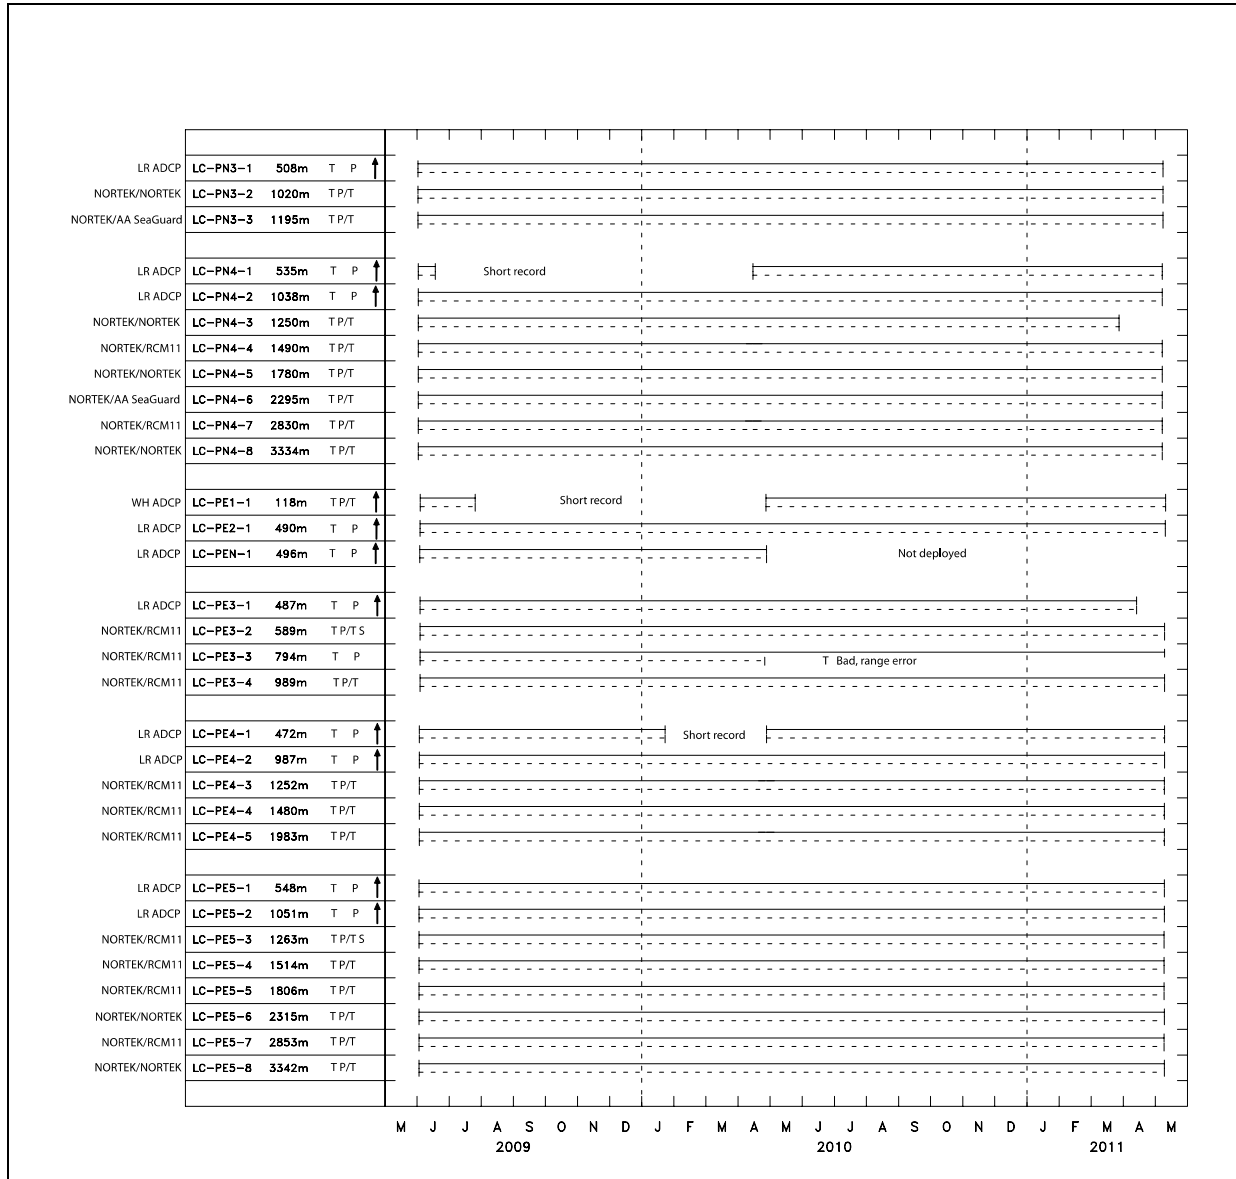 LR ADCP LC-PN3-1 508m T P
NORTEK/NORTEK LC-PN3-2 1020m T P/T
NORTEK/AA SeaGuard LC-PN3-3 1195m T P/T
LR ADCP LC-PN4-1 535m T P Short record
LR ADCP LC-PN4-2 1038m T P
NORTEK/NORTEK LC-PN4-3 1250m T P/T
NORTEK/RCM11 LC-PN4-4 1490m T P/T
NORTEK/NORTEK LC-PN4-5 1780m T P/T
NORTEK/AA SeaGuard LC-PN4-6 2295m T P/T
NORTEK/RCM11 LC-PN4-7 2830m T P/T
NORTEK/NORTEK LC-PN4-8 3334m T P/T
WH ADCP LC-PE1-1 118m T P/T Short record
LR ADCP LC-PE2-1 490m T P
LR ADCP LC-PEN-1 496m T P Not deployed
LR ADCP LC-PE3-1 487m T P
NORTEK/RCM11 LC-PE3-2 589m T P/T S
NORTEK/RCM11 LC-PE3-3 794m T P T Bad, range error
NORTEK/RCM11 LC-PE3-4 989m T P/T
LR ADCP LC-PE4-1 472m T P Short record
LR ADCP LC-PE4-2 987m T P
NORTEK/RCM11 LC-PE4-3 1252m T P/T
NORTEK/RCM11 LC-PE4-4 1480m T P/T
NORTEK/RCM11 LC-PE4-5 1983m T P/T
LR ADCP LC-PE5-1 548m T P
LR ADCP LC-PE5-2 1051m T P
NORTEK/RCM11 LC-PE5-3 1263m T P/T S
NORTEK/RCM11 LC-PE5-4 1514m T P/T
NORTEK/RCM11 LC-PE5-5 1806m T P/T
NORTEK/NORTEK LC-PE5-6 2315m T P/T
NORTEK/RCM11 LC-PE5-7 2853m T P/T
NORTEK/NORTEK LC-PE5-8 3342m T P/T
M J J A S O N D J F M A M J J A S O N D J F M A M
2009 2010 2011